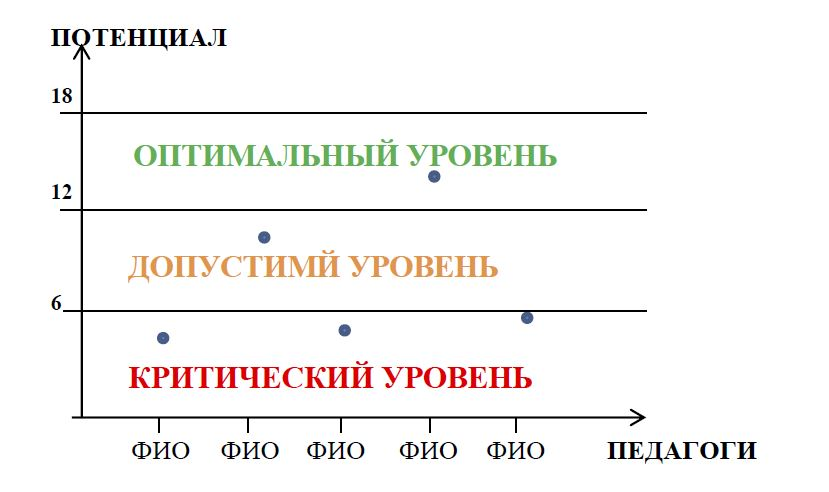 ПОТЕНЦИАЛ
18
ОПТИМАЛЬНЫЙ УРОВЕНЬ
12
ДОПУСТИМЙ УРОВЕНЬ
6
КРИТИЧЕСКИЙ УРОВЕНЬ
ФИО ФИО ФИО ФИО ФИО ПЕДАГОГИ